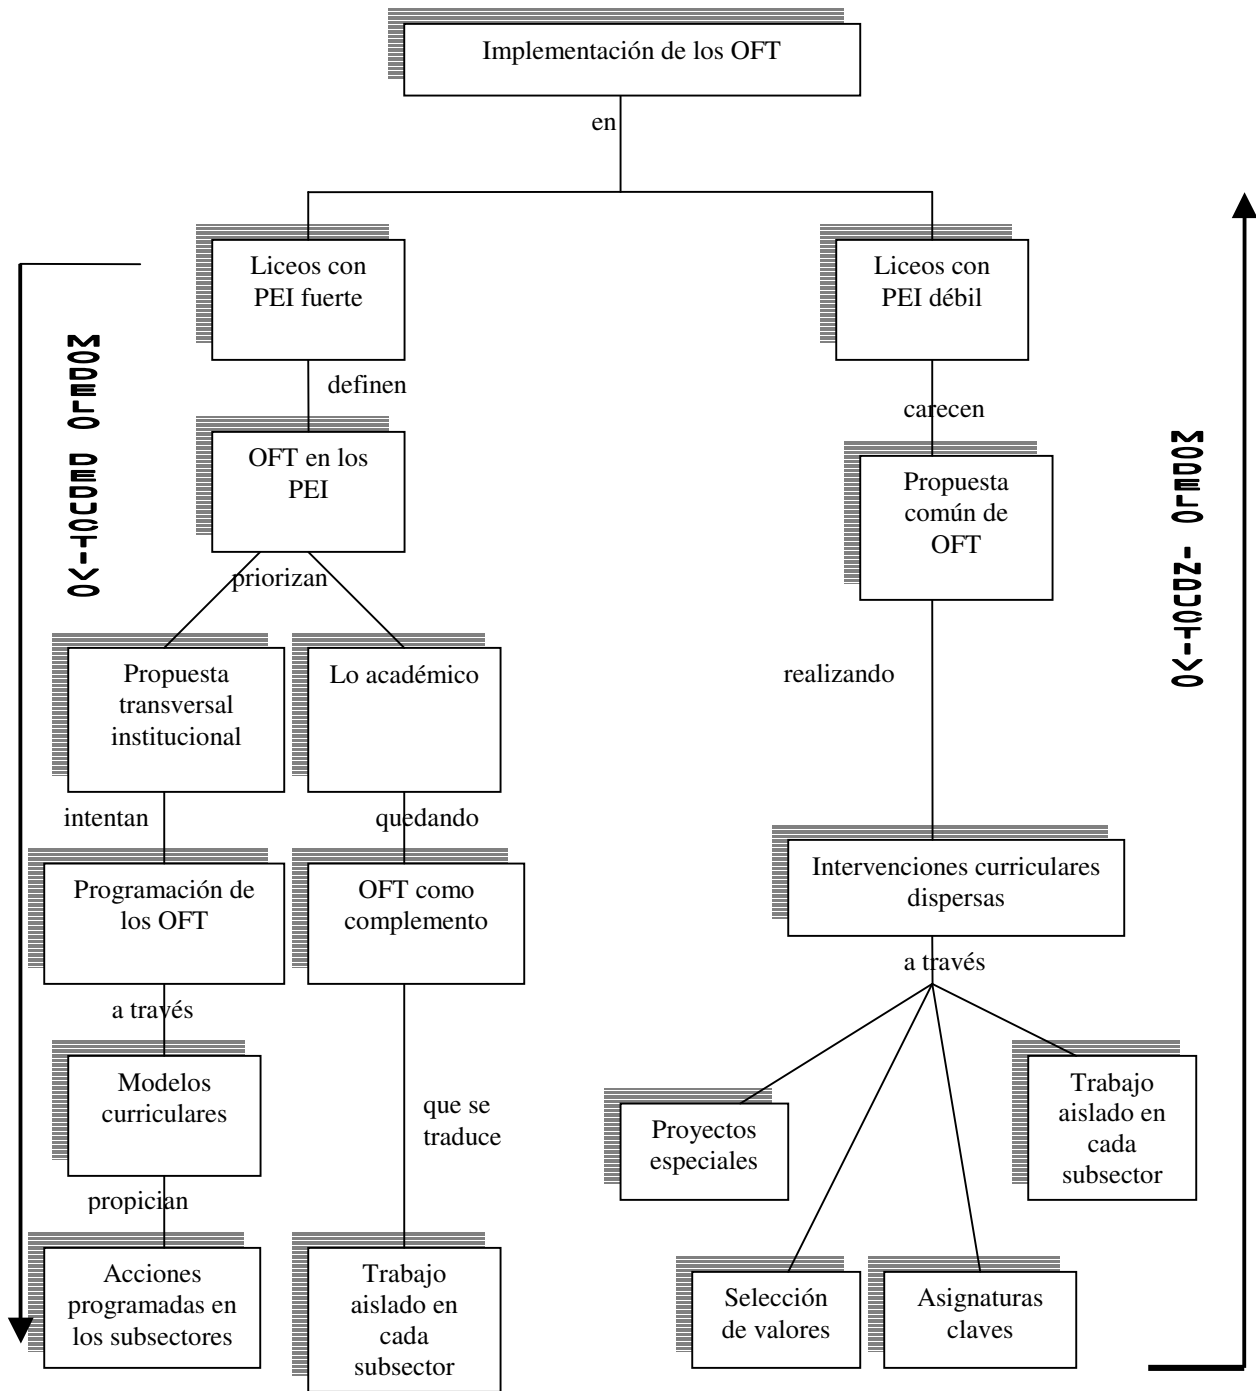 Implementación de los OFT
en
Liceos con
PEI fuerte
Liceos con
PEI débil
MODELO DEDUCTIVO
definen
carecen
OFT en los
PEI
Propuesta
común de
OFT
MODELO INDUCTIVO
priorizan
Propuesta
transversal
institucional
Lo académico
realizando
intentan
quedando
Programación de
los OFT
OFT como
complemento
Intervenciones curriculares
dispersas
a través
a través
Modelos
curriculares
que se
traduce
Proyectos
especiales
Trabajo
aislado en
cada
subsector
propician
Acciones
programadas en
los subsectores
Trabajo
aislado en
cada
subsector
Selección
de valores
Asignaturas
claves